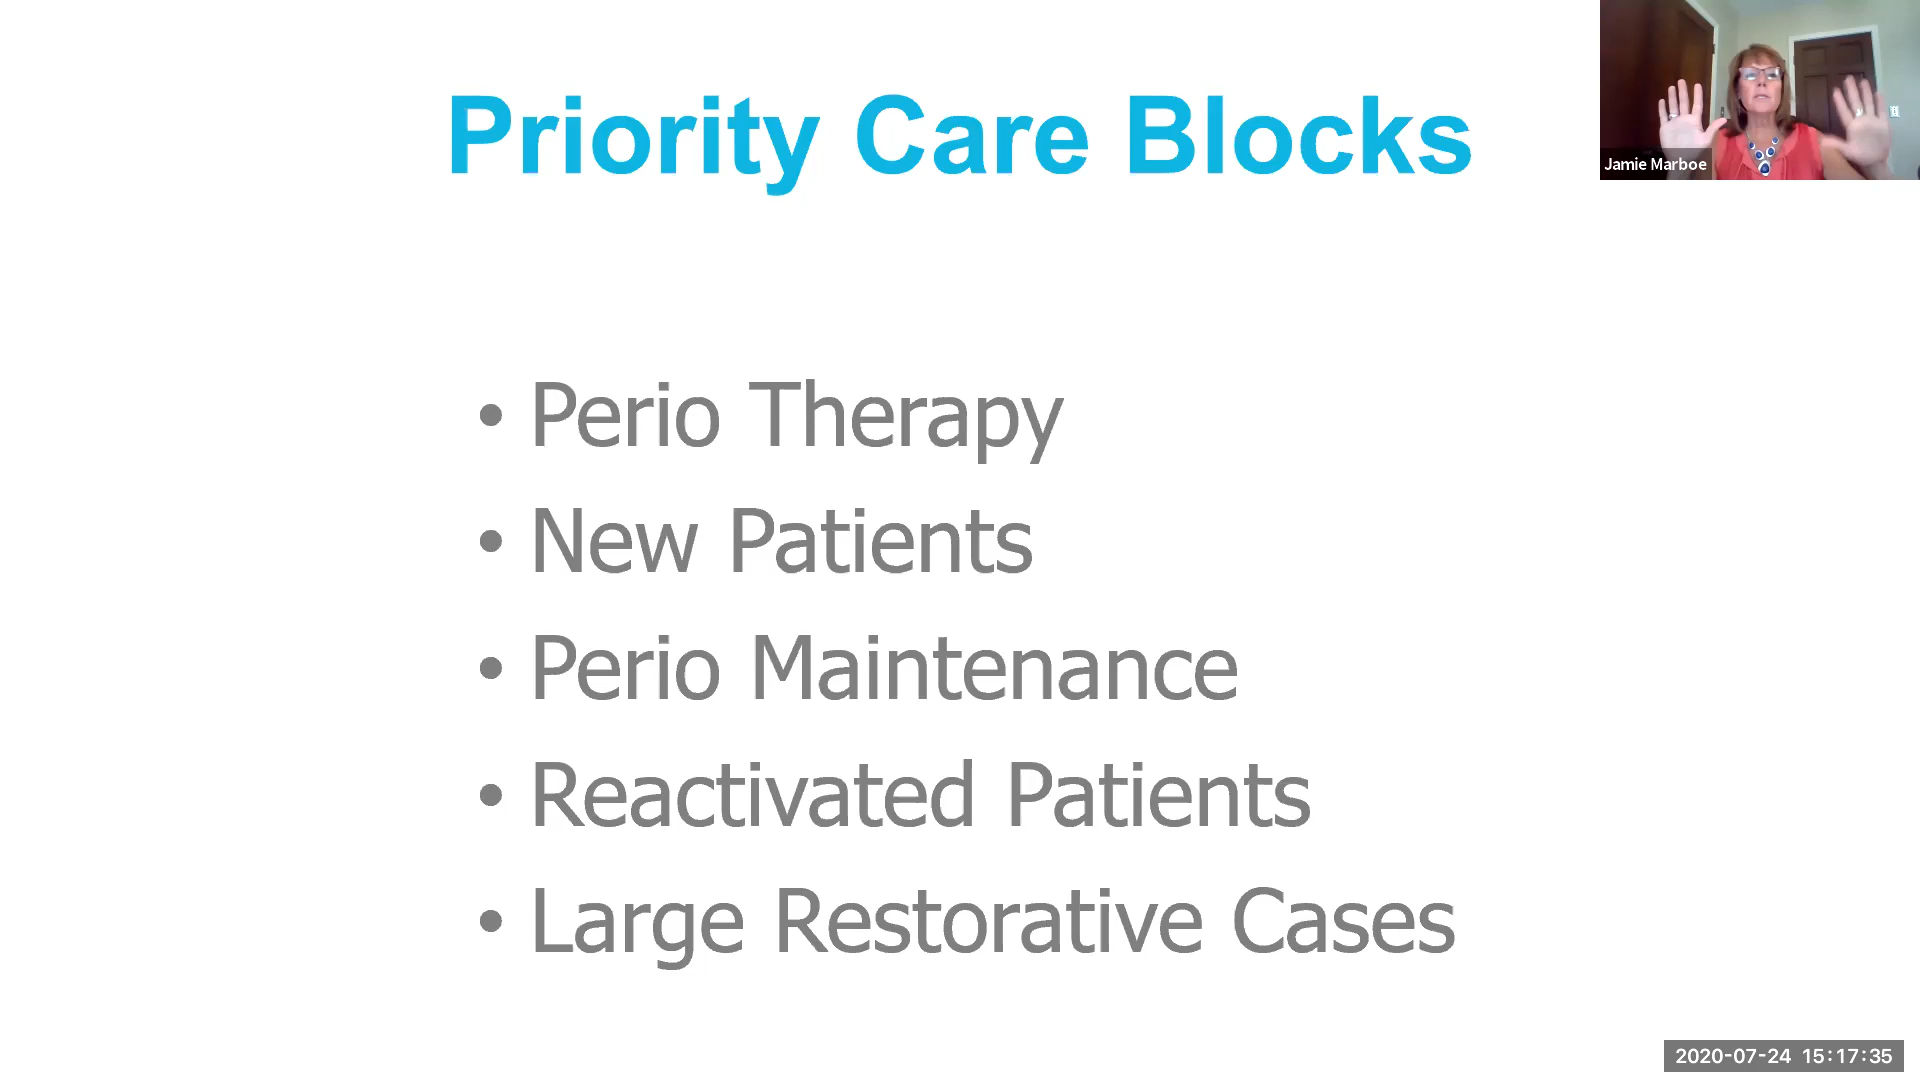 Priority Care Blocks
Jamie Marboe
• Perio Therapy
• New Patients
• Perio Maintenance
• Reactivated Patients
• Large Restorative Cases
2020-07-24 15:17:35